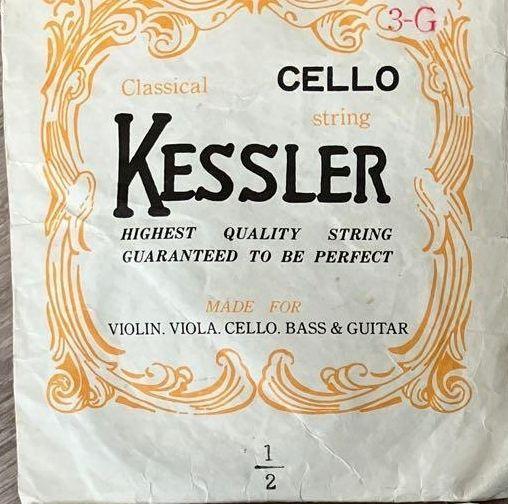 3-G
Classical CELLO
string
KESSLER
HIGHEST QUALITY STRING
GUARANTEED TO BE PERFECT
MADE FOR
VIOLIN. VIOLA. CELLO. BASS & GUITAR
1
2